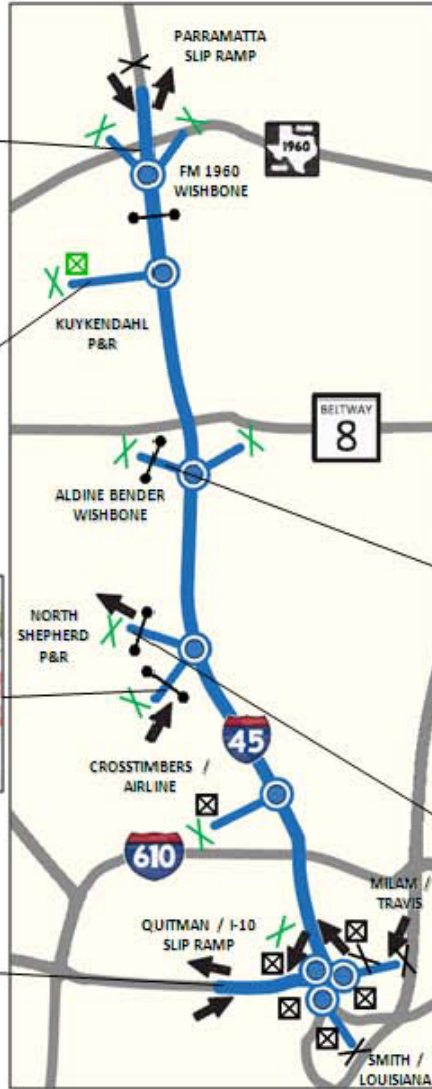 PARRAMATTA
SLIP RAMP
1960
FM 1960
WISHBONE
KUYKENDAHL
P&R
BELTWAY
8
ALDINE BENDER
WISHBONE
NORTH
SHEPHERD
P&R
45
CROSSTIMBERS /
AIRLINE
610
MILAM /
TRAVIS
QUITMAN / I-10
SLIP RAMP
SMITH /
LOUISIANA